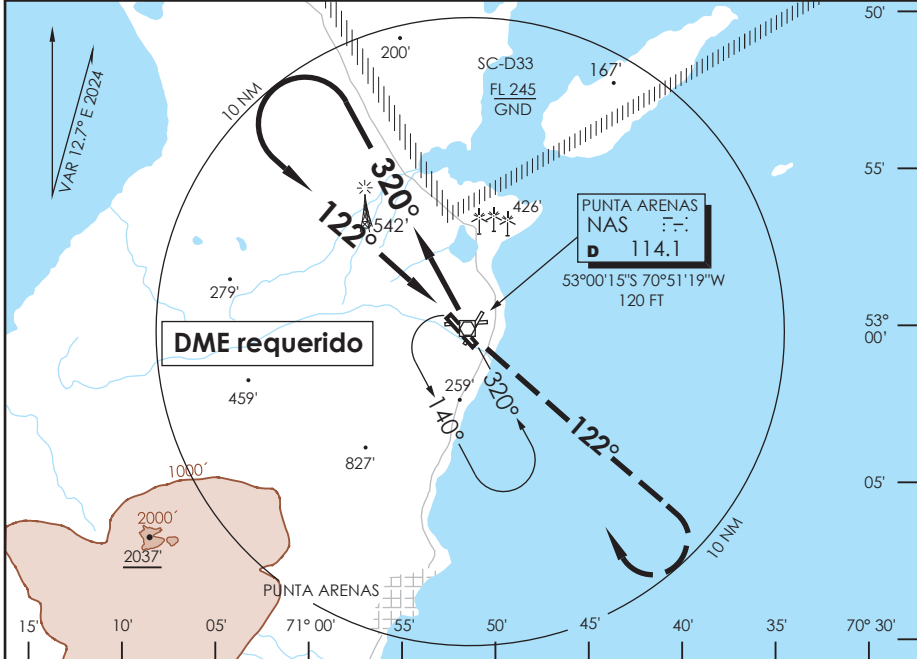 50'
200'
SC-D33
FL 245
GND
167'
10 NM
VAR 12.7° E 2024
55'
320°
122°
542'
426'
PUNTA ARENAS
NAS
D 114.1
53°00'15"S 70°51'19"W
120 FT
279'
53°
00'
DME requerido
459'
259'
320°
140°
122°
827'
1000´
05'
2000´
2037'
10 NM
PUNTA ARENAS
15'
10'
05'
71° 00'
55'
50'
45'
40'
35'
70° 30'